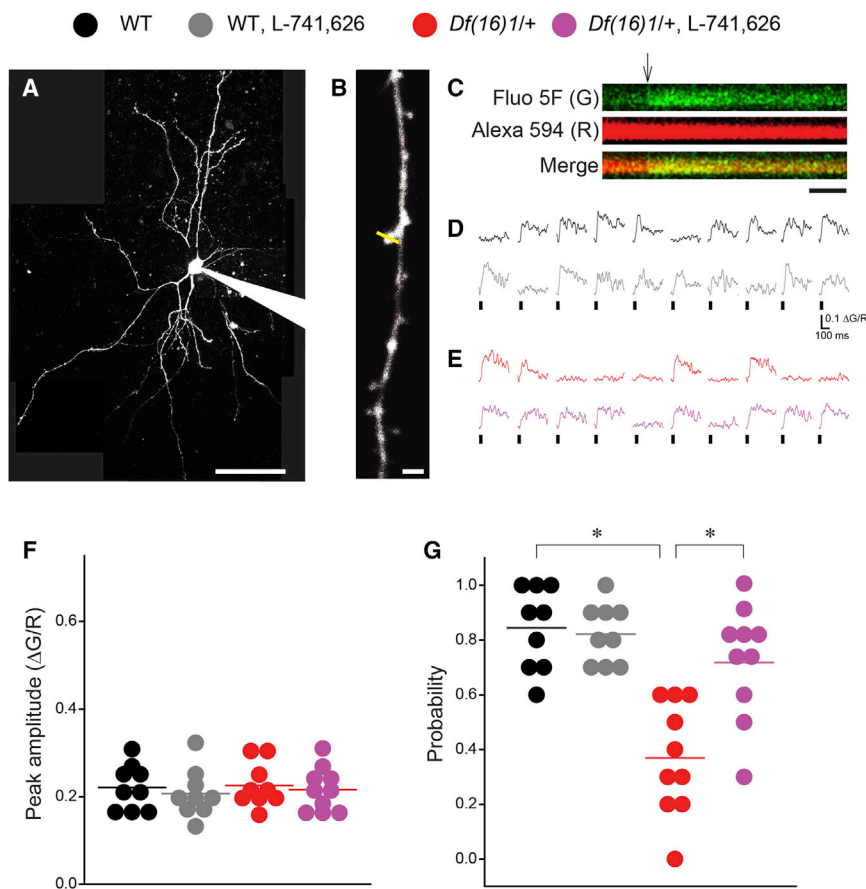 WT
WT, L-741,626
Df(16)1/+
Df(16)1/+, L-741,626
A
B
C
Fluo 5F (G)
Alexa 594 (R)
Merge
D
0.1 ΔG/R
100 ms
E
F
Peak amplitude (ΔG/R)
0.6
0.4
0.2
0.0
G
*
*
Probability
1.0
0.8
0.6
0.4
0.2
0.0